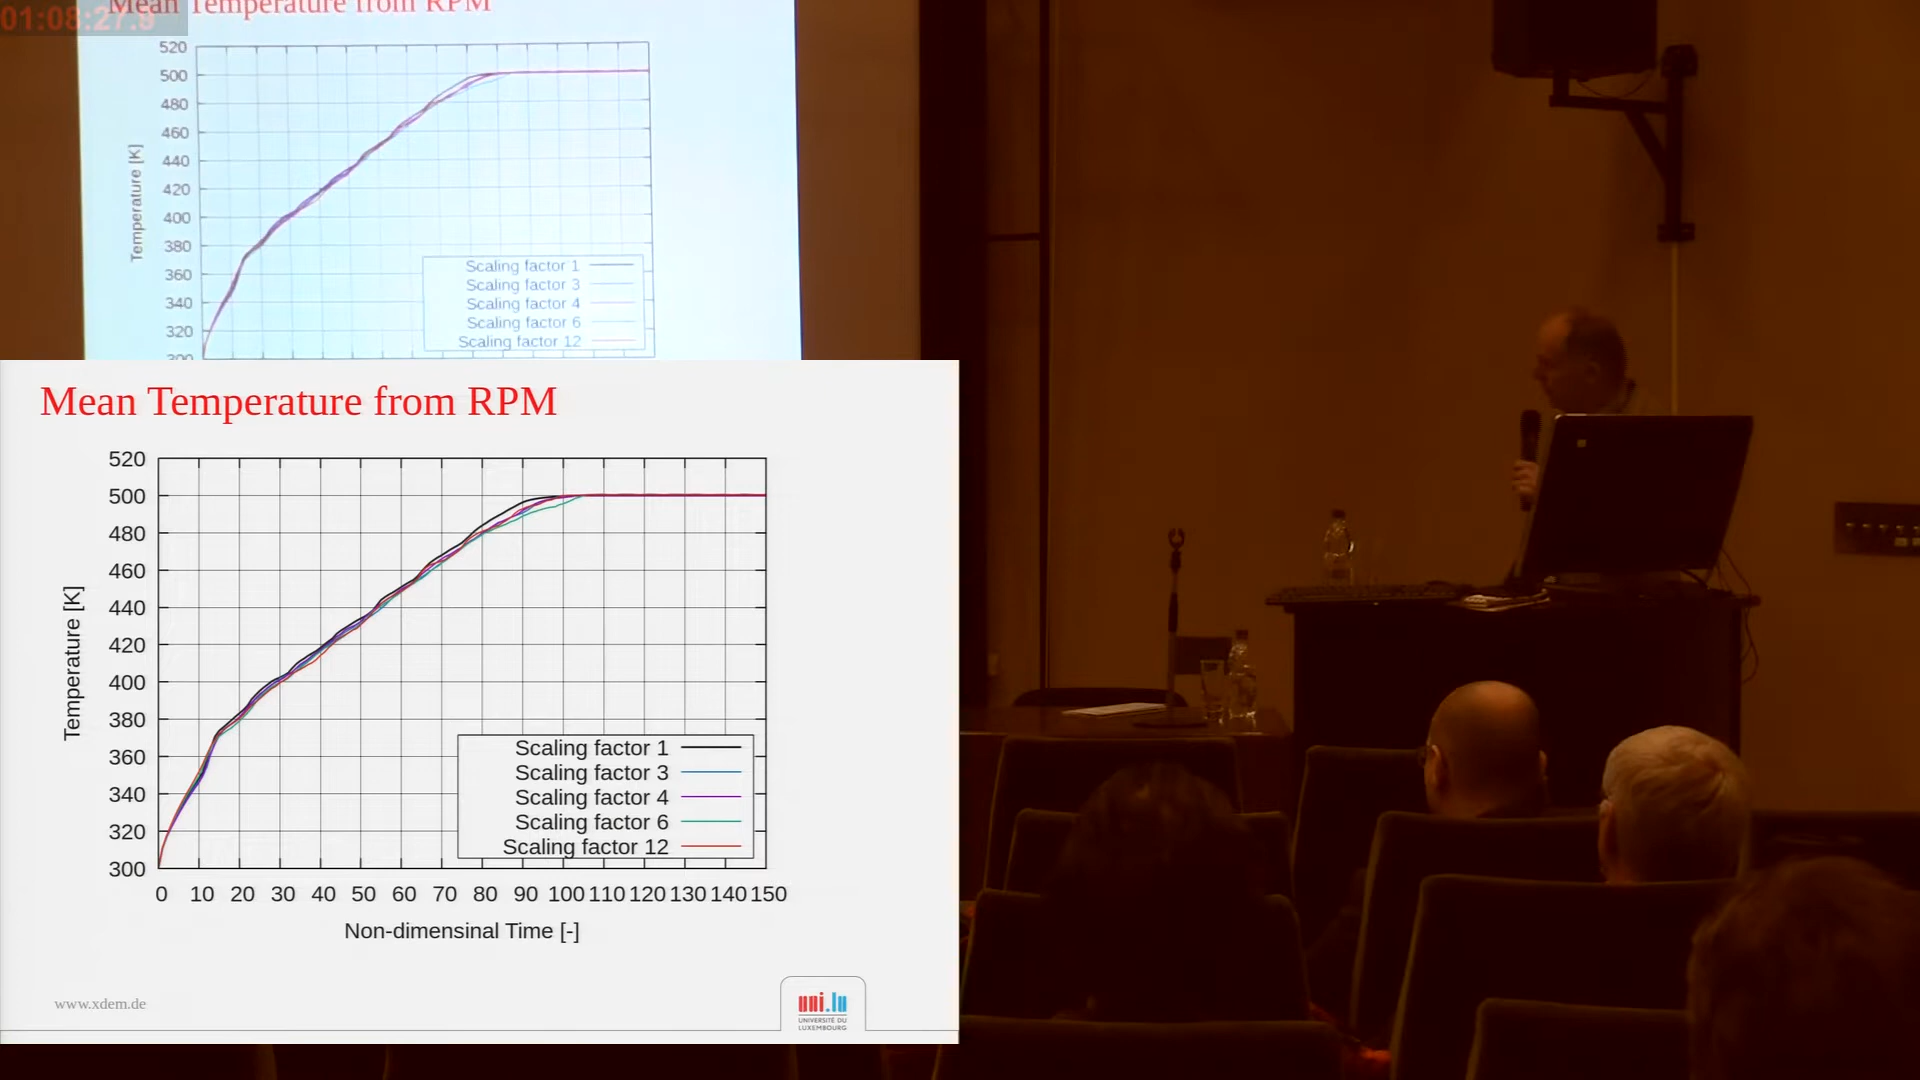 01:08:27.9
Mean Temperature from RPM
520
500
480
460
440
420
400
380
360
340
320
300
Temperature [K]
Scaling factor 1
Scaling factor 3
Scaling factor 4
Scaling factor 6
Scaling factor 12
Mean Temperature from RPM
520
500
480
460
440
420
400
380
360
340
320
300
Temperature [K]
Scaling factor 1
Scaling factor 3
Scaling factor 4
Scaling factor 6
Scaling factor 12
0 10 20 30 40 50 60 70 80 90 100 110 120 130 140 150
Non-dimensinal Time [-]
www.xdem.de
uni.lu
UNIVERSITÉ DU
LUXEMBOURG